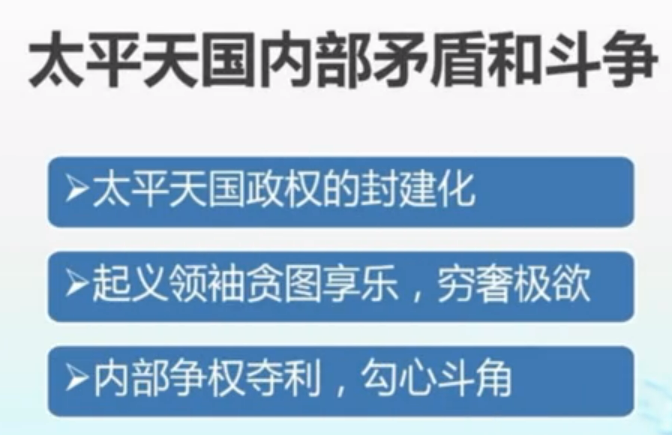 太平天国内部矛盾和斗争
➢太平天国政权的封建化
➢起义领袖贪图享乐，穷奢极欲
➢内部争权夺利，勾心斗角